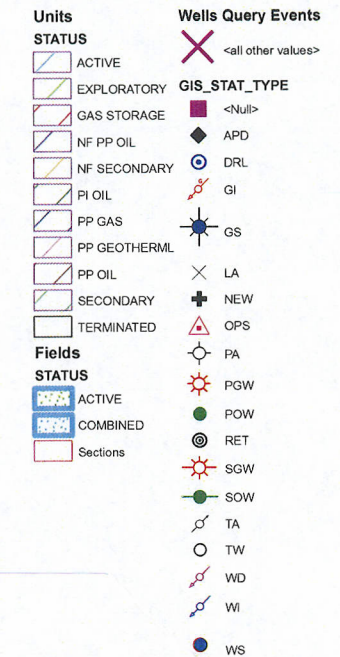 Units
STATUS
ACTIVE
EXPLORATORY
GAS STORAGE
NF PP OIL
NF SECONDARY
PI OIL
PP GAS
PP GEOTHERML
PP OIL
SECONDARY
TERMINATED
Fields
STATUS
ACTIVE
COMBINED
Sections
Wells Query Events
<all other values>
GIS_STAT_TYPE
<Null>
APD
DRL
GI
GS
LA
NEW
OPS
PA
PGW
POW
RET
SGW
SOW
TA
TW
WD
WI
WS